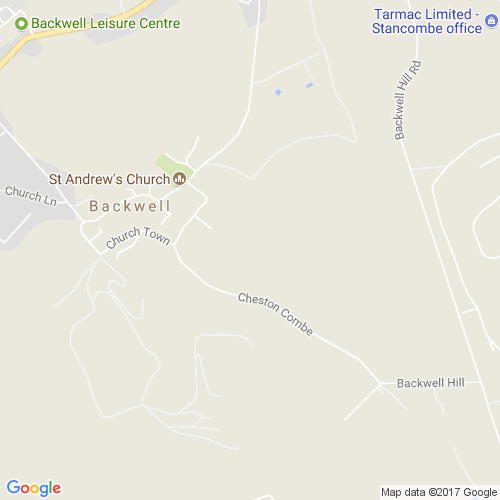 Backwell Leisure Centre
Tarmac Limited -
Stancombe office
Backwell Hill Rd
St Andrew's Church
Church Ln
Backwell
Church Town
Cheston Combe
Backwell Hill
Google
Map data ©2017 Google